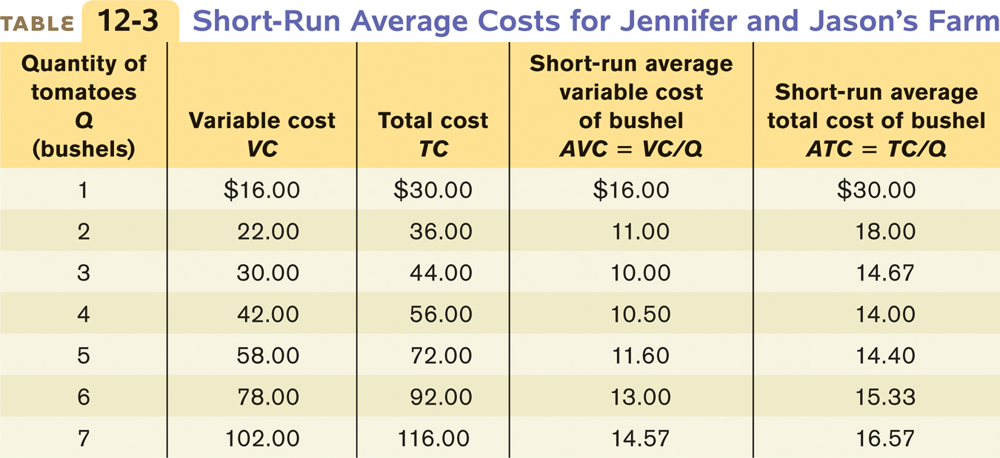 TABLE 12-3 Short-Run Average Costs for Jennifer and Jason's Farm
Quantity of tomatoes Q (bushels) Variable cost VC Total cost TC Short-run average variable cost of bushel AVC = VC/Q Short-run average total cost of bushel ATC = TC/Q
1 $16.00 $30.00 $16.00 $30.00
2 22.00 36.00 11.00 18.00
3 30.00 44.00 10.00 14.67
4 42.00 56.00 10.50 14.00
5 58.00 72.00 11.60 14.40
6 78.00 92.00 13.00 15.33
7 102.00 116.00 14.57 16.57